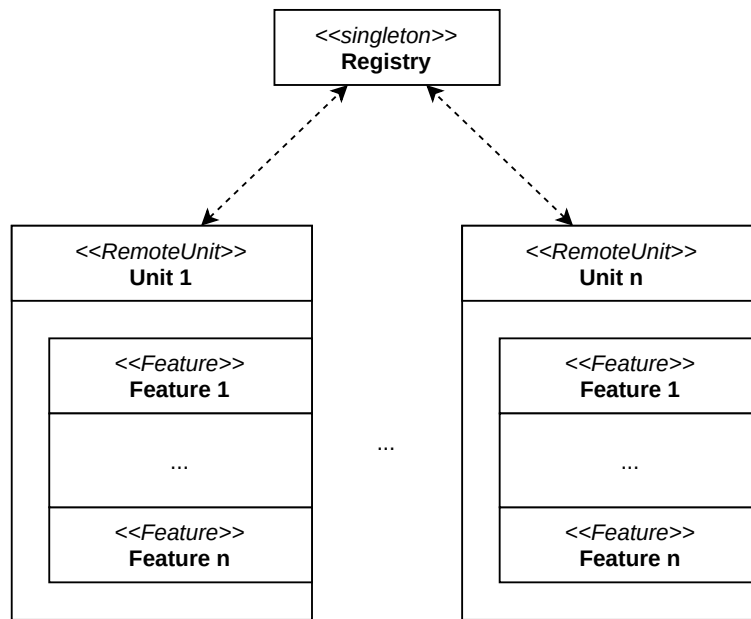 <<singleton>>
Registry
<<RemoteUnit>>
Unit 1
<<Feature>>
Feature 1
...
<<Feature>>
Feature n
...
<<RemoteUnit>>
Unit n
<<Feature>>
Feature 1
...
<<Feature>>
Feature n